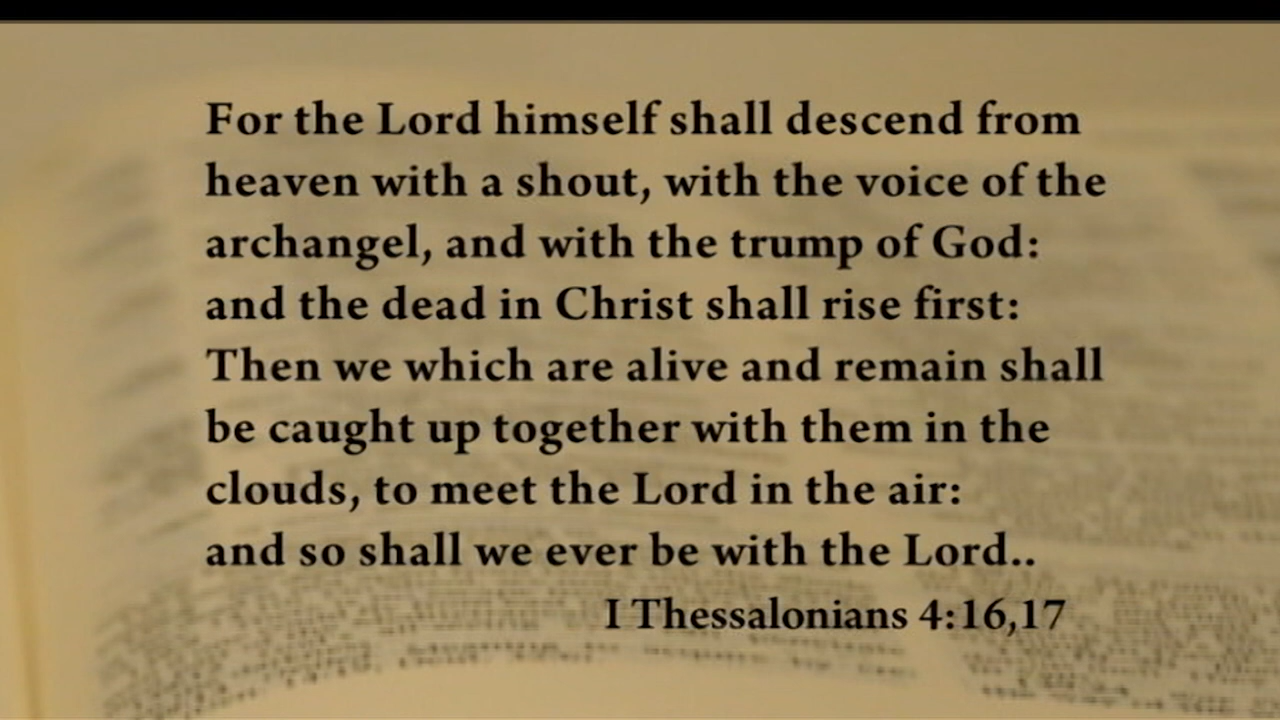 For the Lord himself shall descend from
heaven with a shout, with the voice of the
archangel, and with the trump of God:
and the dead in Christ shall rise first:
Then we which are alive and remain shall
be caught up together with them in the
clouds, to meet the Lord in the air:
and so shall we ever be with the Lord..
I Thessalonians 4:16,17